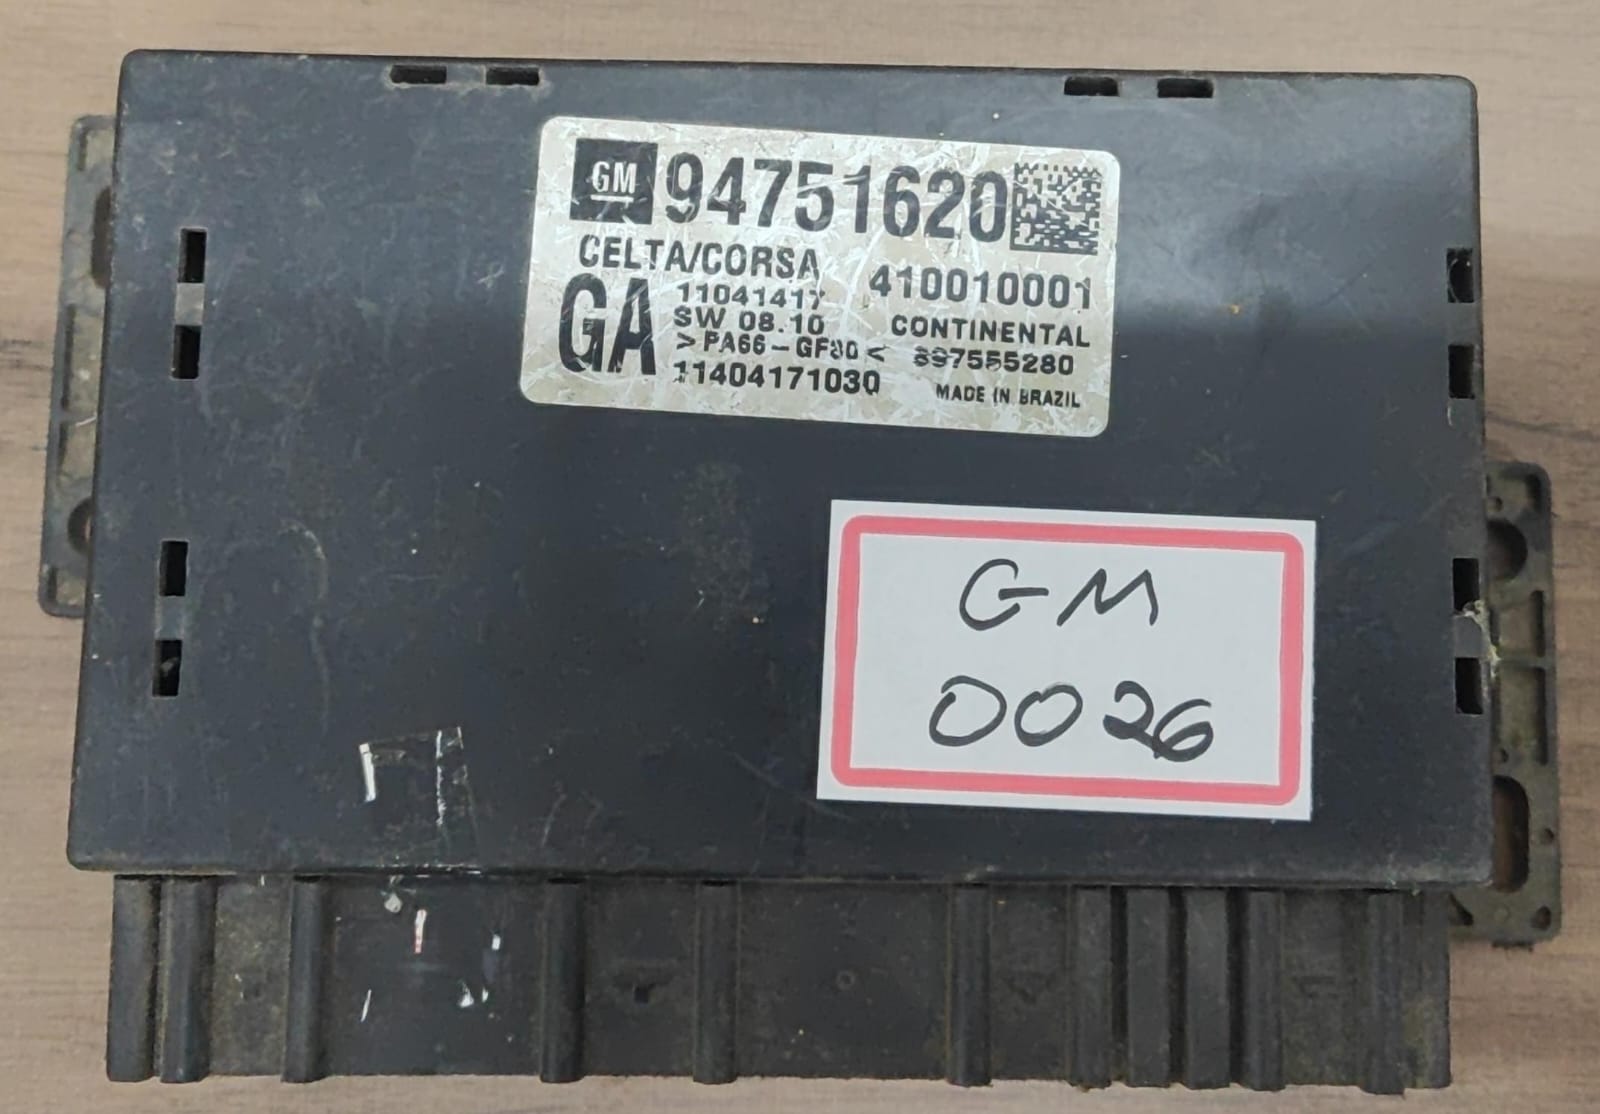 GM 94751620
CELTA/CORSA 410010001
GA 11041417
SW 08.10 CONTINENTAL
>PA66-GF30< 897555280
11404171030 MADE IN BRAZIL
GM
0026